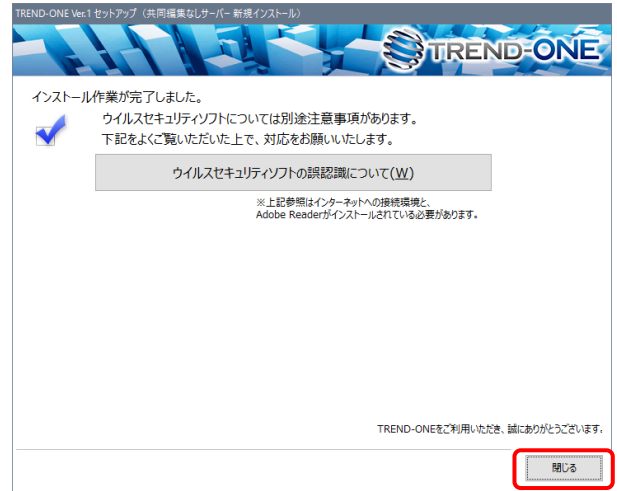 TREND-ONE Ver.1 セットアップ（共同編集なしサーバー 新規インストール）
TREND-ONE
インストール作業が完了しました。
ウイルスセキュリティソフトについては別途注意事項があります。
下記をよくご覧いただいた上で、対応をお願いいたします。
ウイルスセキュリティソフトの誤認識について(W)
※上記参照はインターネットへの接続環境と、
Adobe Readerがインストールされている必要があります。
TREND-ONEをご利用いただき、誠にありがとうございます。
閉じる